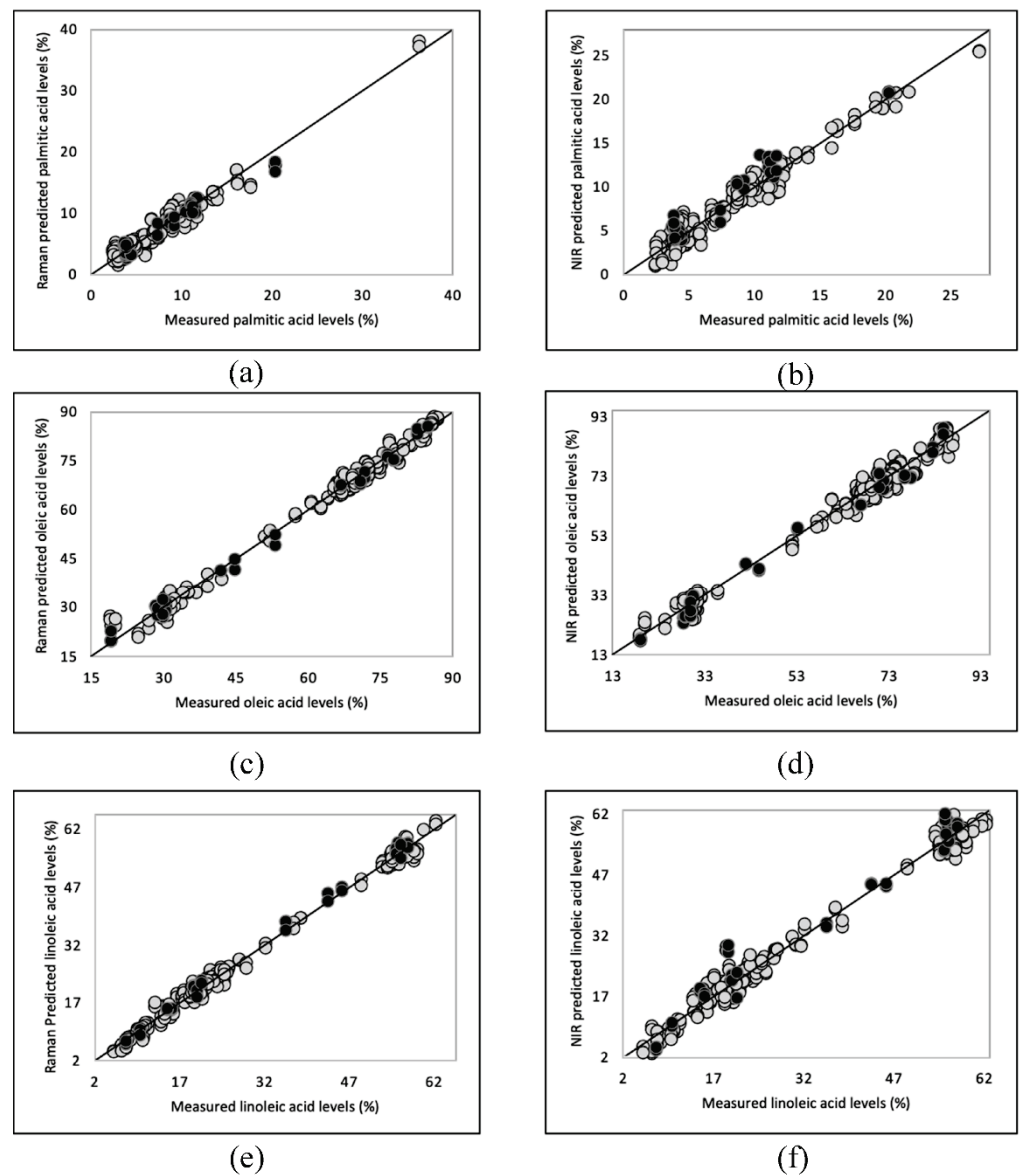 40
30
20
10
0
0 10 20 30 40
Raman predicted palmitic acid levels (%)
Measured palmitic acid levels (%)
(a)
25
20
15
10
5
0
0 5 10 15 20 25
NIR predicted palmitic acid levels (%)
Measured palmitic acid levels (%)
(b)
90
75
60
45
30
15
15 30 45 60 75 90
Raman predicted oleic acid levels (%)
Measured oleic acid levels (%)
(c)
93
73
53
33
13
13 33 53 73 93
NIR predicted oleic acid levels (%)
Measured oleic acid levels (%)
(d)
62
47
32
17
2
2 17 32 47 62
Raman Predicted linoleic acid levels (%)
Measured linoleic acid levels (%)
(e)
62
47
32
17
2
2 17 32 47 62
NIR predicted linoleic acid levels (%)
Measured linoleic acid levels (%)
(f)